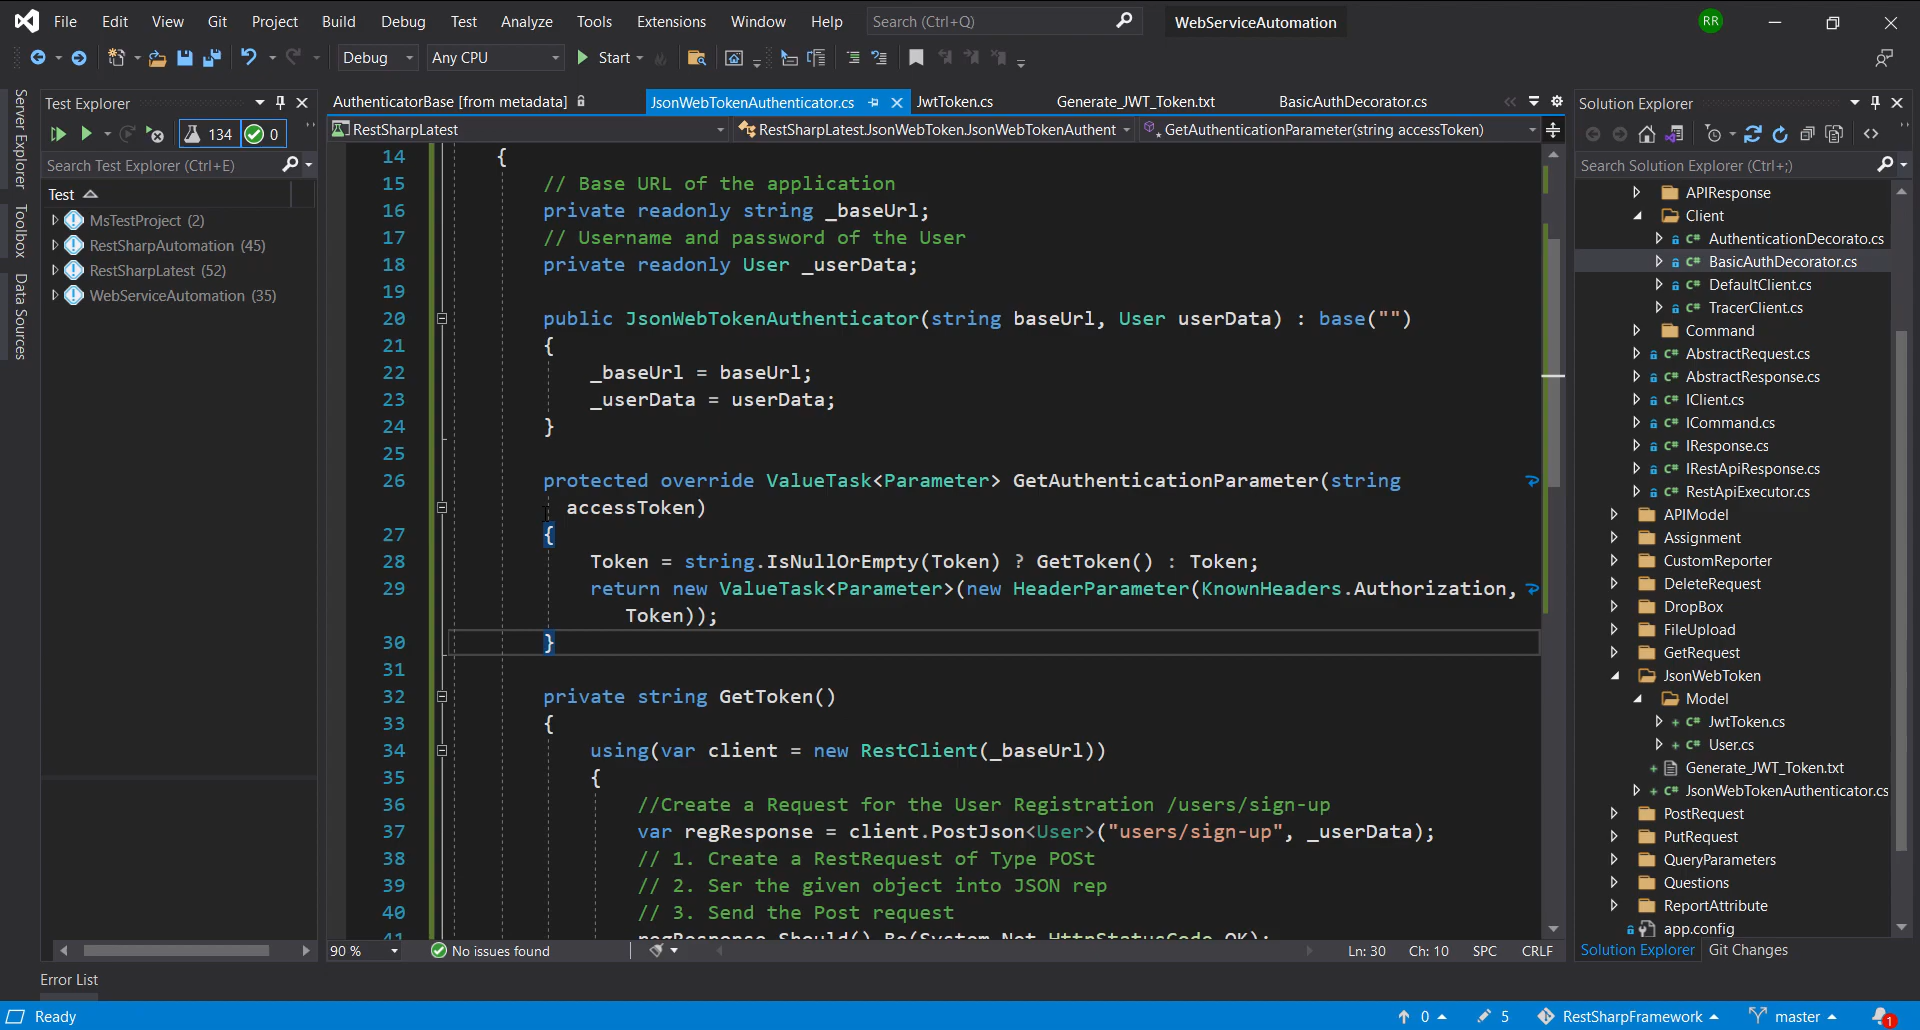 File Edit View Git Project Build Debug Test Analyze Tools Extensions Window Help Search (Ctrl+Q) WebServiceAutomation RR
Debug Any CPU Start
Server Explorer
Toolbox
Data Sources
Test Explorer
134 0
Search Test Explorer (Ctrl+E)
Test
MsTestProject (2)
RestSharpAutomation (45)
RestSharpLatest (52)
WebServiceAutomation (35)
AuthenticatorBase [from metadata] JsonWebTokenAuthenticator.cs JwtToken.cs Generate_JWT_Token.txt BasicAuthDecorator.cs
RestSharpLatest RestSharpLatest.JsonWebToken.JsonWebTokenAuthent GetAuthenticationParameter(string accessToken)
14 {
15 // Base URL of the application
16 private readonly string _baseUrl;
17 // Username and password of the User
18 private readonly User _userData;
19
20 public JsonWebTokenAuthenticator(string baseUrl, User userData) : base("")
21 {
22 _baseUrl = baseUrl;
23 _userData = userData;
24 }
25
26 protected override ValueTask<Parameter> GetAuthenticationParameter(string
accessToken)
27 {
28 Token = string.IsNullOrEmpty(Token) ? GetToken() : Token;
29 return new ValueTask<Parameter>(new HeaderParameter(KnownHeaders.Authorization,
Token));
30 }
31
32 private string GetToken()
33 {
34 using(var client = new RestClient(_baseUrl))
35 {
36 //Create a Request for the User Registration /users/sign-up
37 var regResponse = client.PostJson<User>("users/sign-up", _userData);
38 // 1. Create a RestRequest of Type POSt
39 // 2. Ser the given object into JSON rep
40 // 3. Send the Post request
41 regResponse.Should().Be(System.Net.HttpStatusCode.OK);
90 % No issues found Ln: 30 Ch: 10 SPC CRLF
Solution Explorer
Search Solution Explorer (Ctrl+;)
APIResponse
Client
AuthenticationDecorato.cs
BasicAuthDecorator.cs
DefaultClient.cs
TracerClient.cs
Command
AbstractRequest.cs
AbstractResponse.cs
IClient.cs
ICommand.cs
IResponse.cs
IRestApiResponse.cs
RestApiExecutor.cs
APIModel
Assignment
CustomReporter
DeleteRequest
DropBox
FileUpload
GetRequest
JsonWebToken
Model
JwtToken.cs
User.cs
Generate_JWT_Token.txt
JsonWebTokenAuthenticator.cs
PostRequest
PutRequest
QueryParameters
Questions
ReportAttribute
app.config
Solution Explorer Git Changes
Error List
Ready 0 5 RestSharpFramework master 1